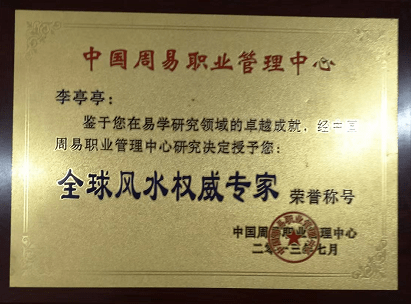 中国周易职业管理中心
李亭亭：
鉴于您在易学研究领域的卓越成就，经中国
周易职业管理中心研究决定授予您：
全球风水权威专家 荣誉称号
中国周易职业管理中心
二零一三年七月